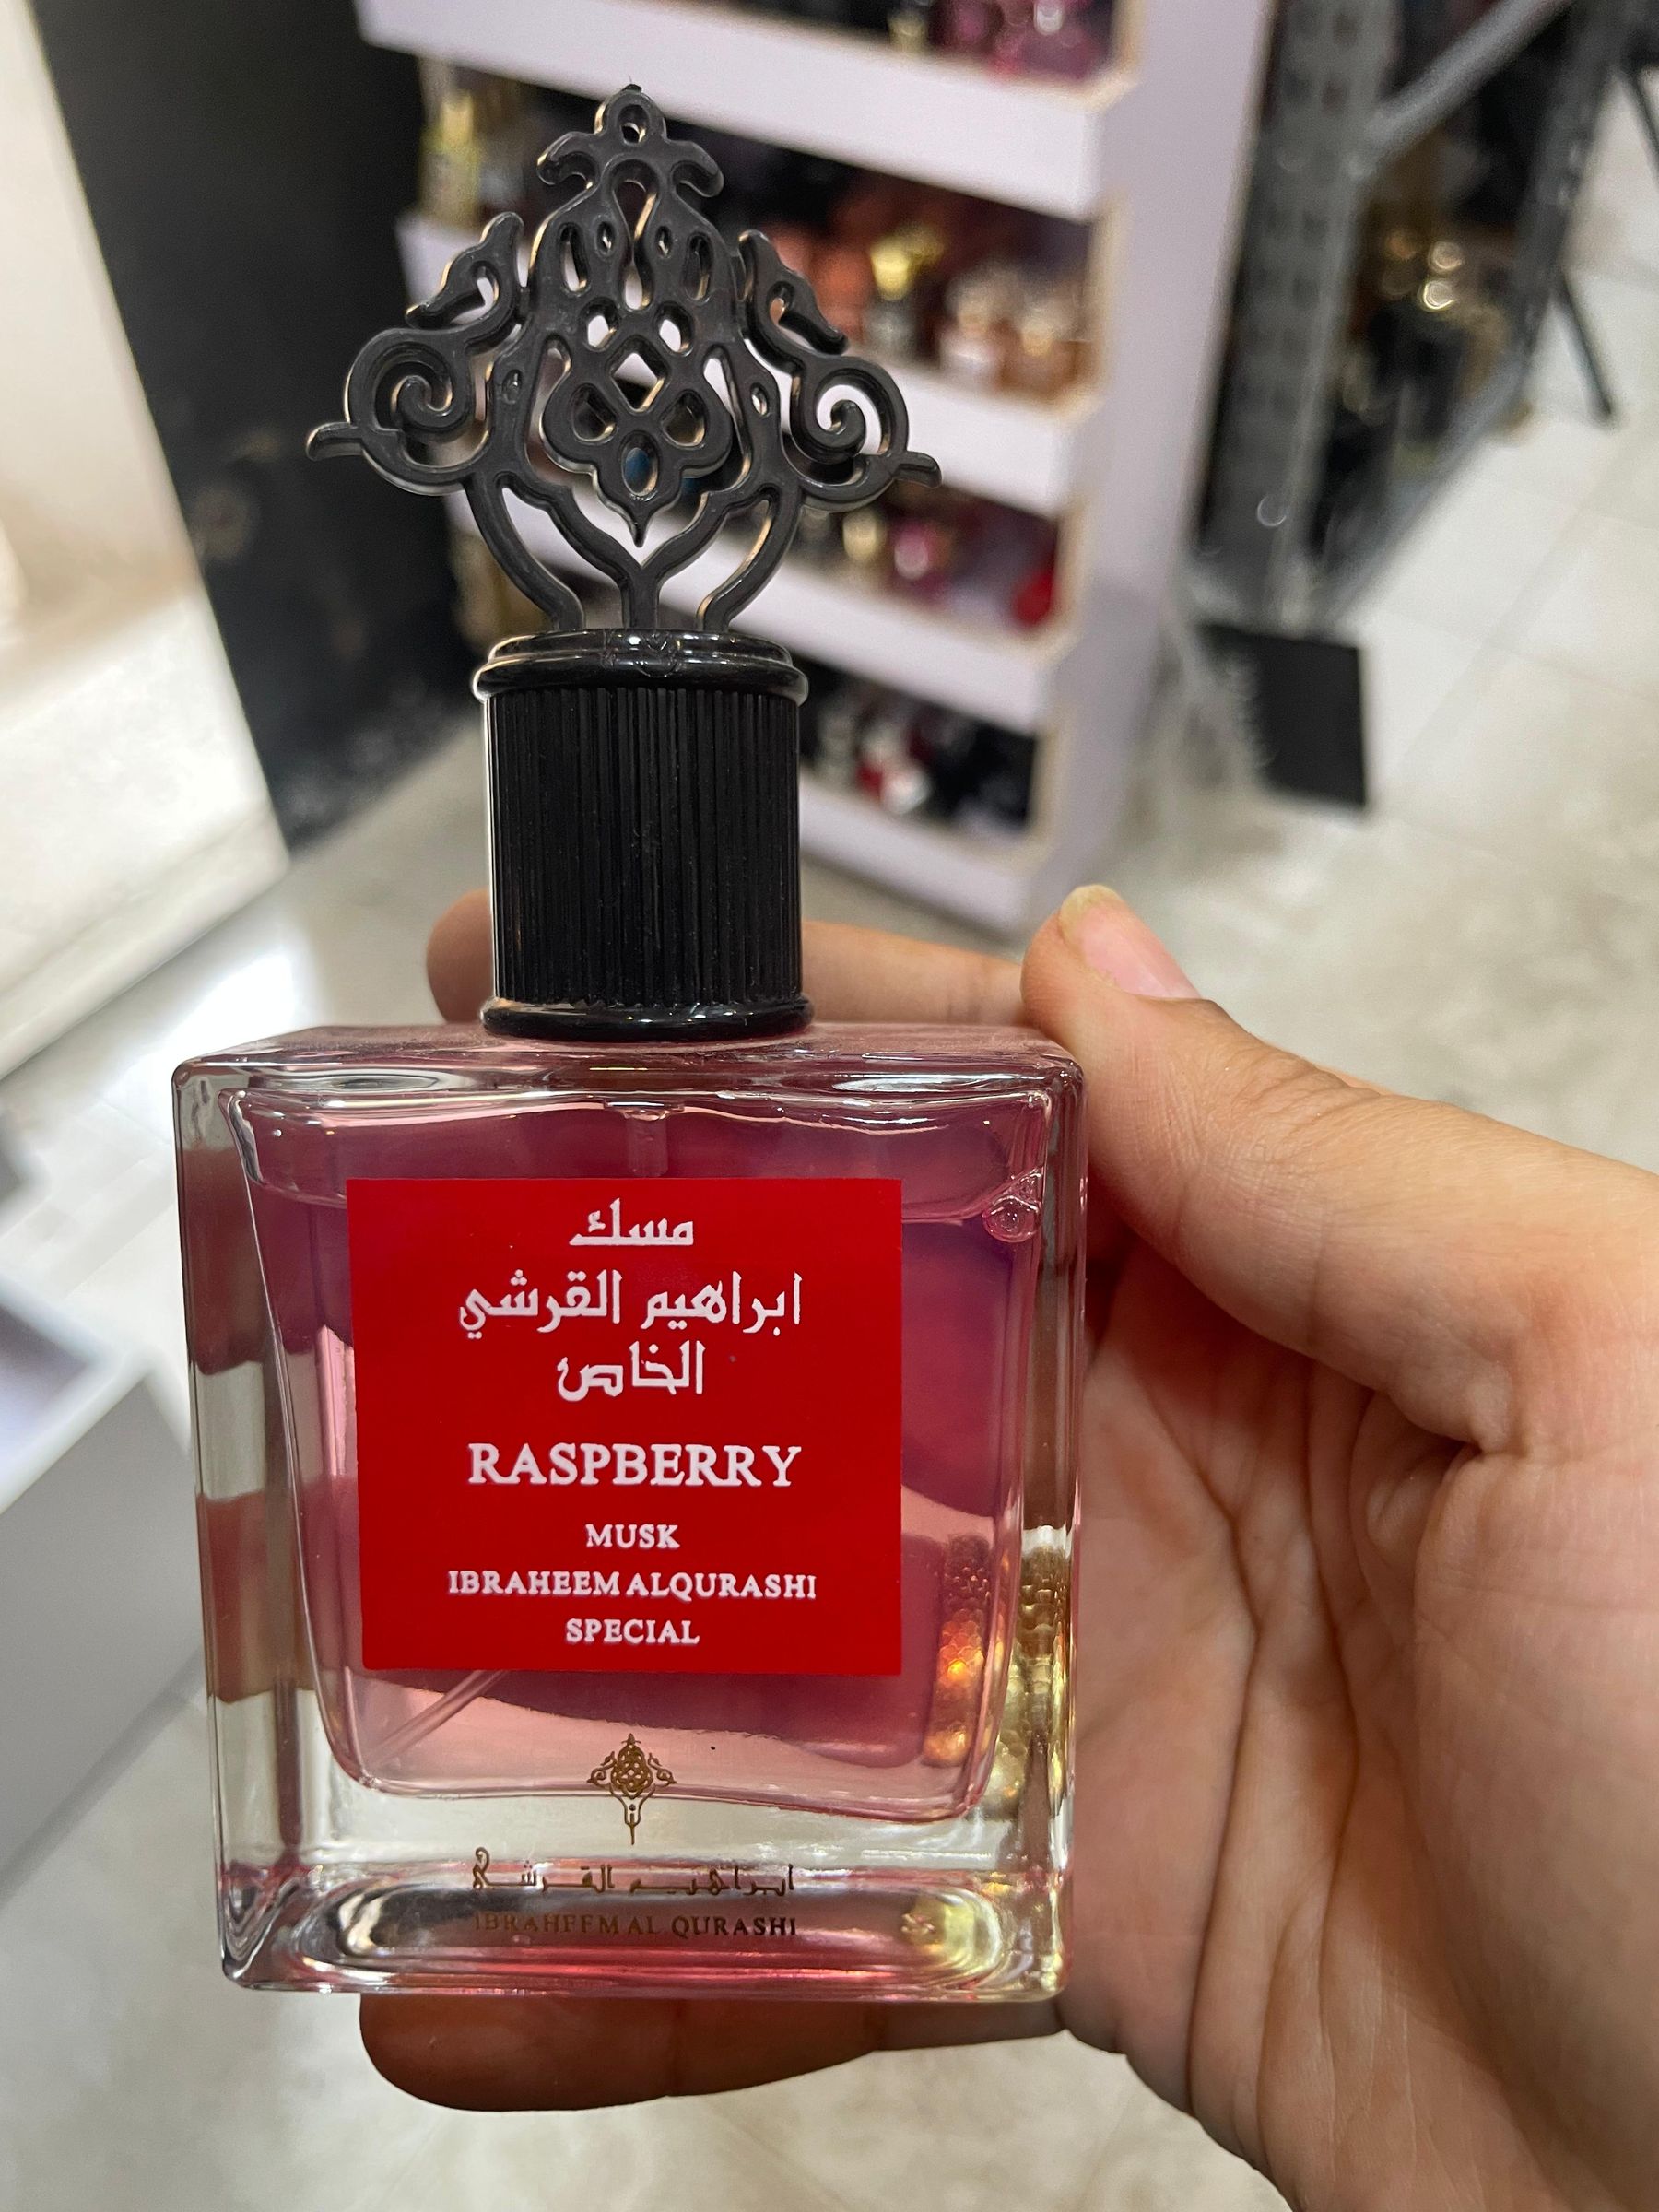 مسك
ابراهيم القرشي
الخاص
RASPBERRY
MUSK
IBRAHEEM ALQURASHI
SPECIAL
ابراهيم القرشي
IBRAHEEM AL QURASHI